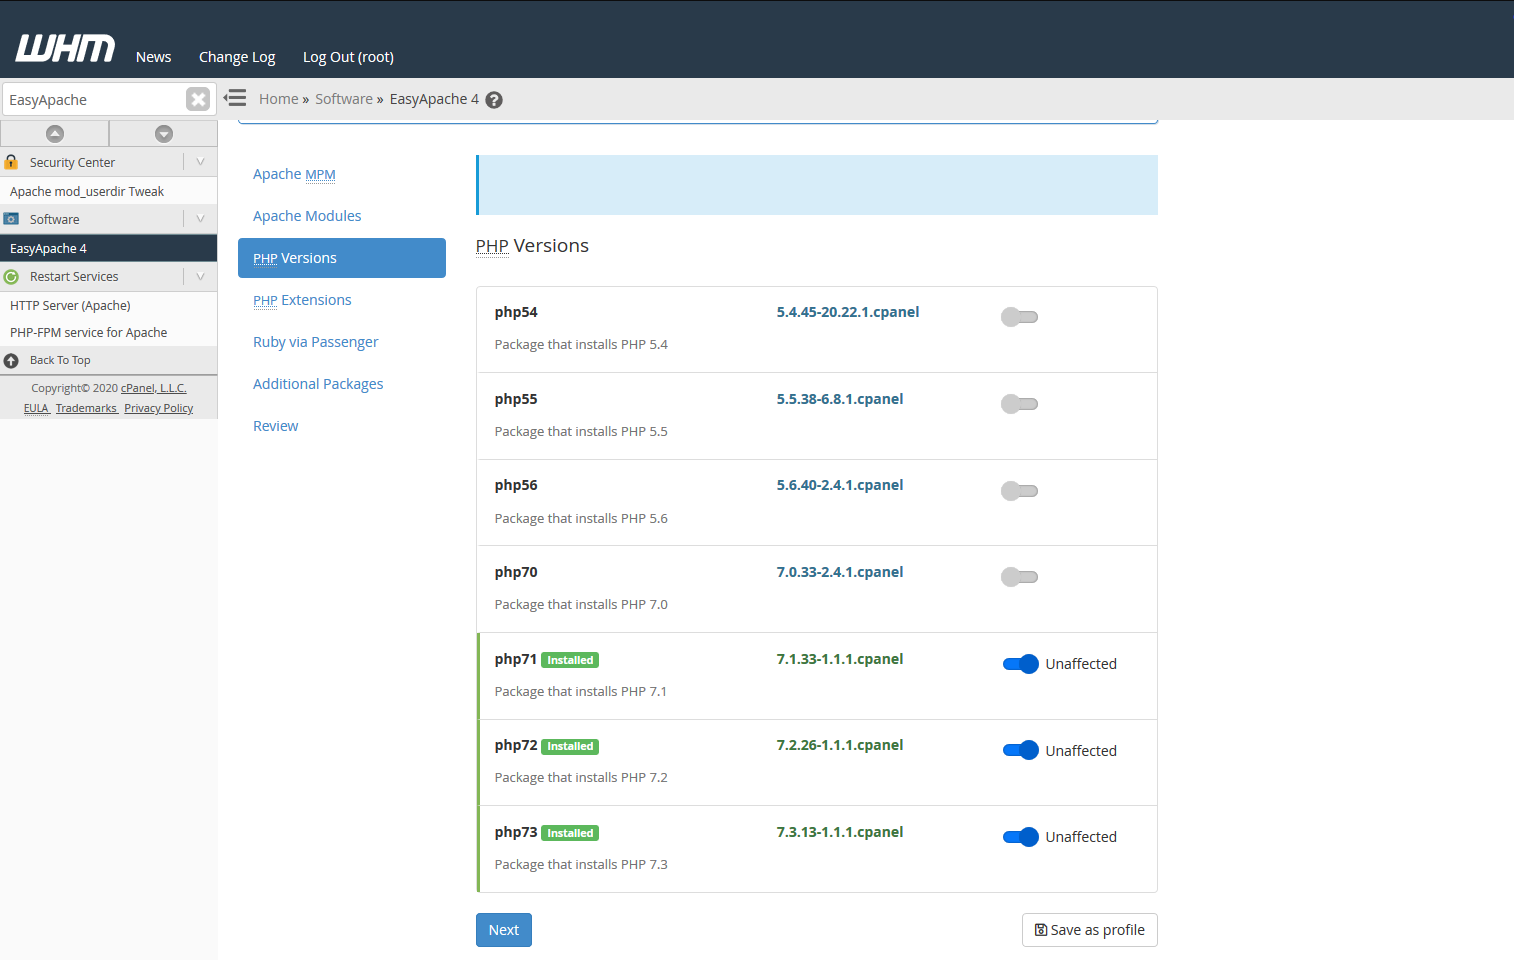 WHM News Change Log Log Out (root)
EasyApache
Home » Software » EasyApache 4
Security Center
Apache mod_userdir Tweak
Software
EasyApache 4
Restart Services
HTTP Server (Apache)
PHP-FPM service for Apache
Back To Top
Copyright© 2020 cPanel, L.L.C.
EULA Trademarks Privacy Policy
Apache MPM
Apache Modules
PHP Versions
PHP Extensions
Ruby via Passenger
Additional Packages
Review
PHP Versions
php54 5.4.45-20.22.1.cpanel
Package that installs PHP 5.4
php55 5.5.38-6.8.1.cpanel
Package that installs PHP 5.5
php56 5.6.40-2.4.1.cpanel
Package that installs PHP 5.6
php70 7.0.33-2.4.1.cpanel
Package that installs PHP 7.0
php71 Installed 7.1.33-1.1.1.cpanel Unaffected
Package that installs PHP 7.1
php72 Installed 7.2.26-1.1.1.cpanel Unaffected
Package that installs PHP 7.2
php73 Installed 7.3.13-1.1.1.cpanel Unaffected
Package that installs PHP 7.3
Next Save as profile